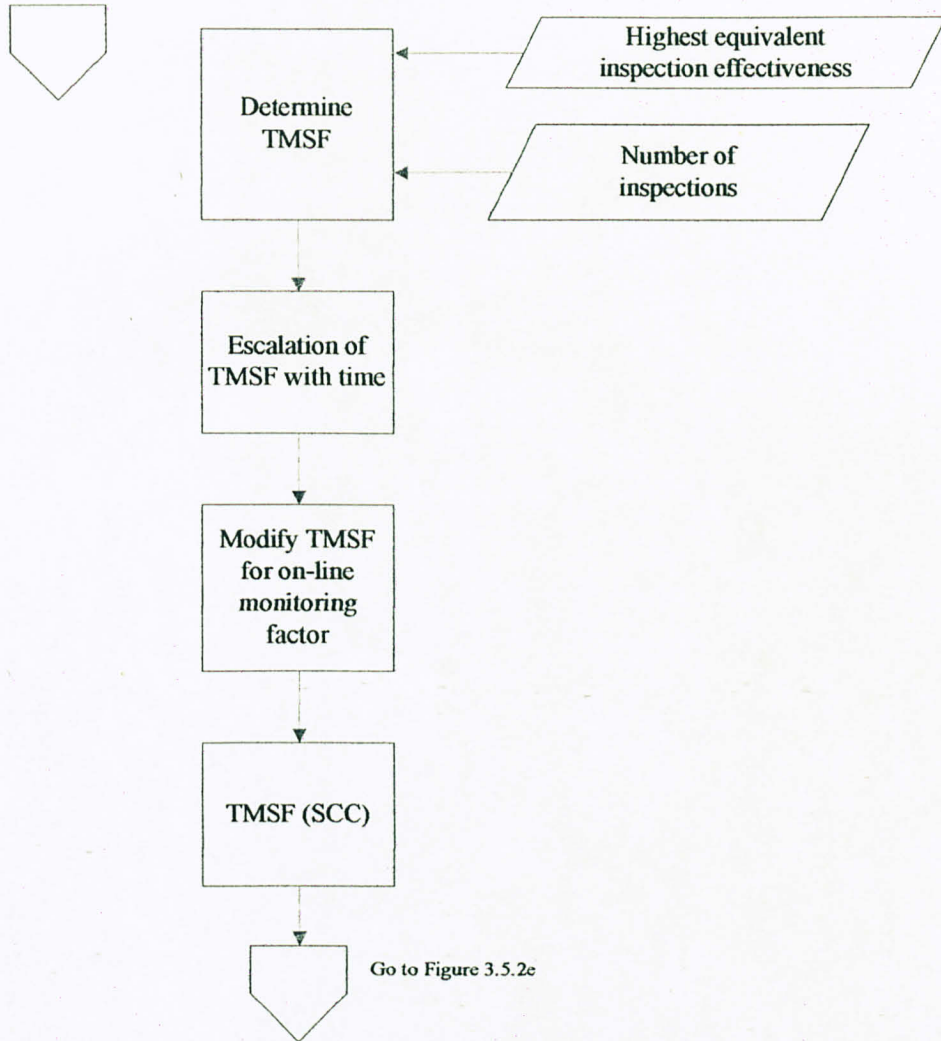 Highest equivalent
inspection effectiveness
Determine
TMSF
Number of
inspections
Escalation of
TMSF with time
Modify TMSF
for on-line
monitoring
factor
TMSF (SCC)
Go to Figure 3.5.2e